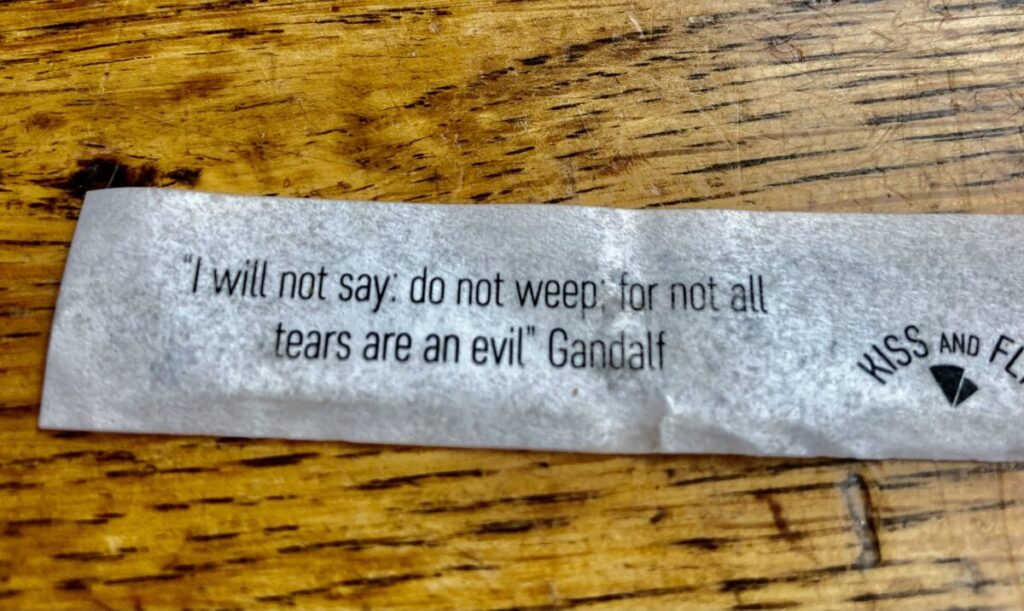 "I will not say: do not weep; for not all
tears are an evil" Gandalf
KISS AND